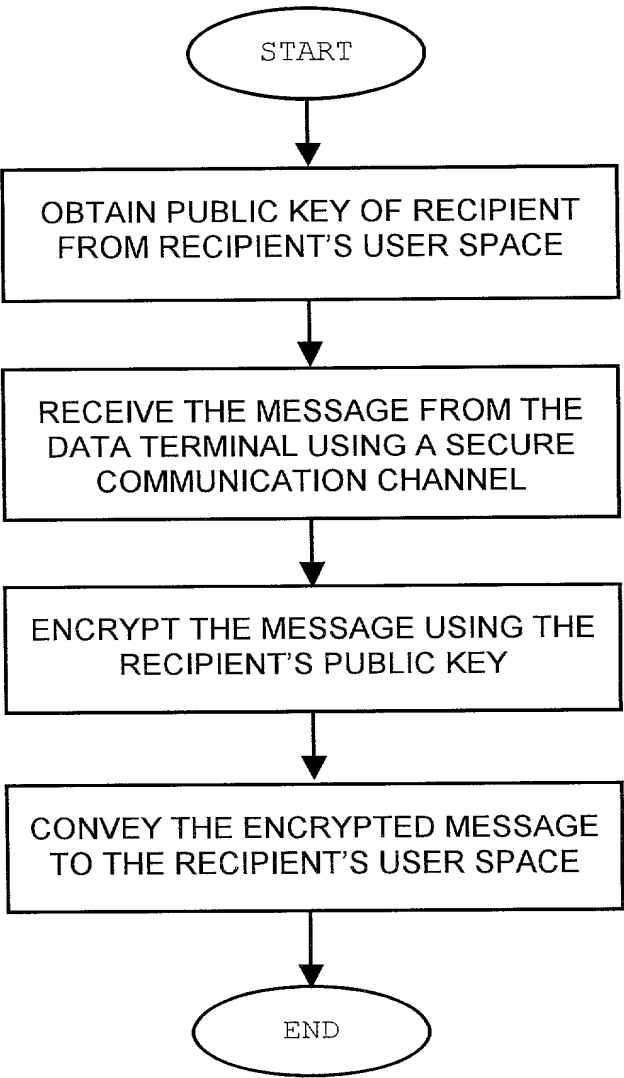 START
OBTAIN PUBLIC KEY OF RECIPIENT
FROM RECIPIENT'S USER SPACE
RECEIVE THE MESSAGE FROM THE
DATA TERMINAL USING A SECURE
COMMUNICATION CHANNEL
ENCRYPT THE MESSAGE USING THE
RECIPIENT'S PUBLIC KEY
CONVEY THE ENCRYPTED MESSAGE
TO THE RECIPIENT'S USER SPACE
END